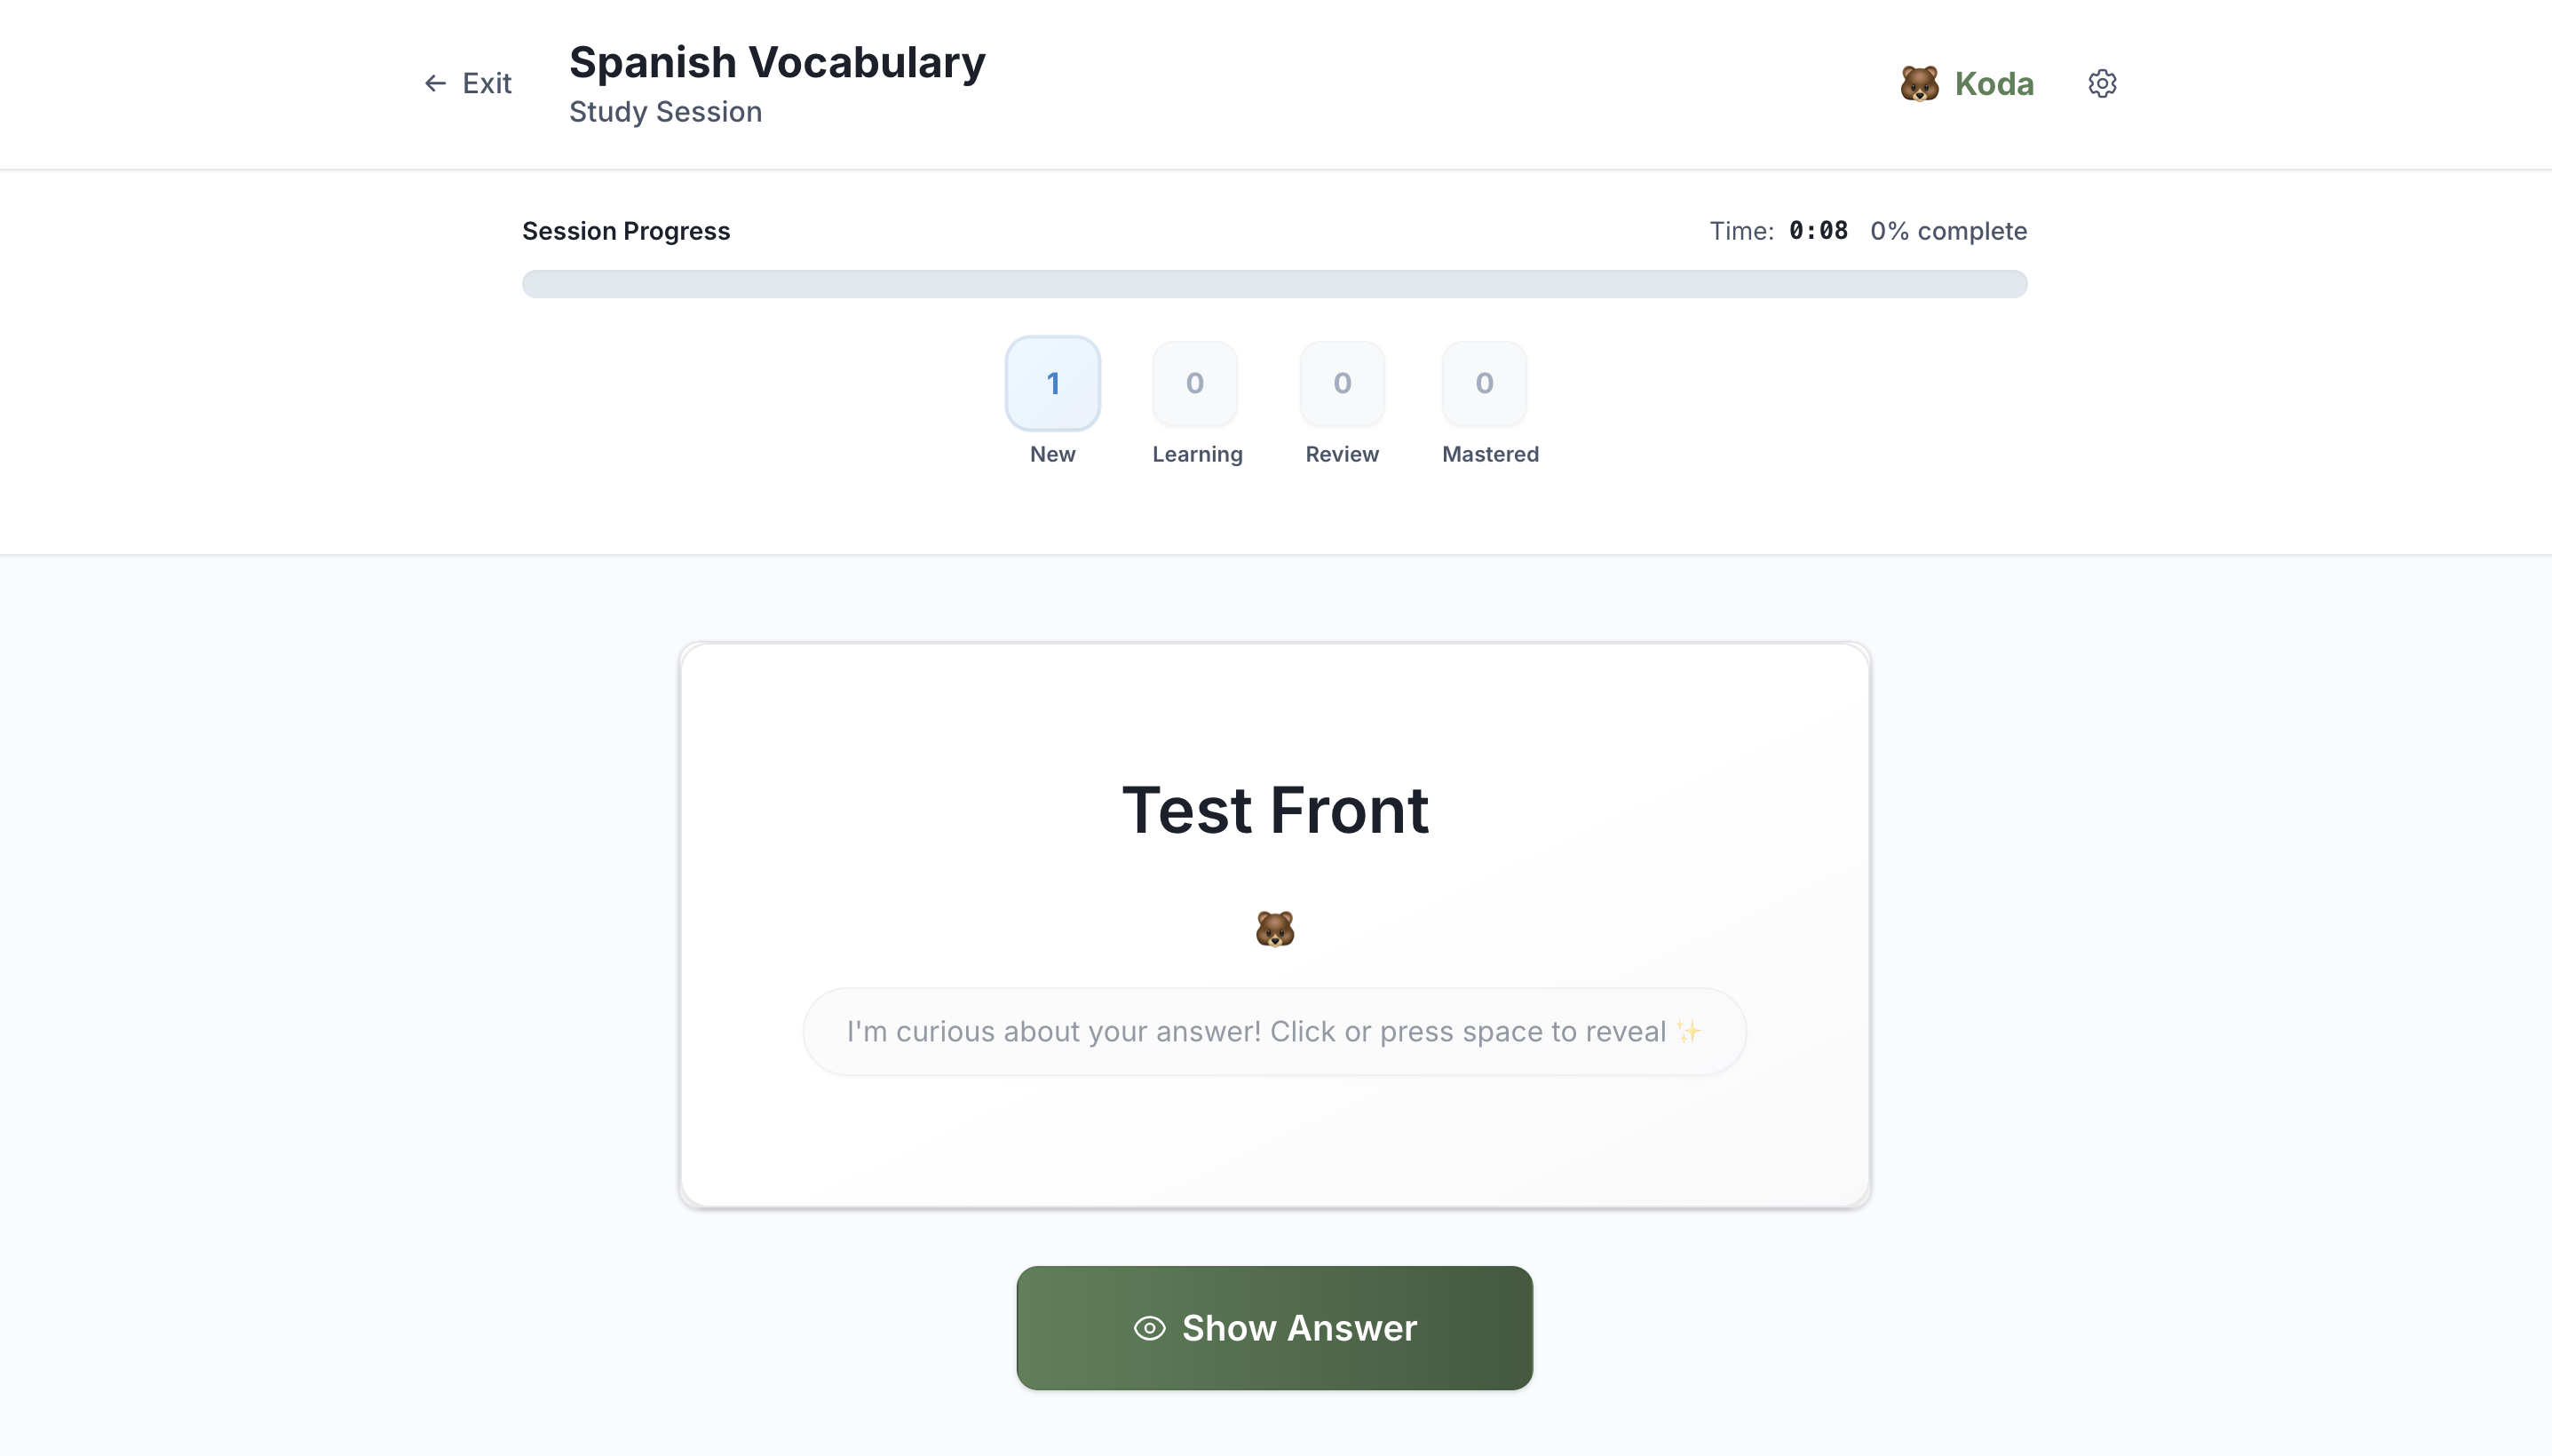 ← Exit
Spanish Vocabulary
Study Session
🐻 Koda
Session Progress
Time: 0:08 0% complete
1 0 0 0
New Learning Review Mastered
Test Front
🐻
I'm curious about your answer! Click or press space to reveal ✨
Show Answer